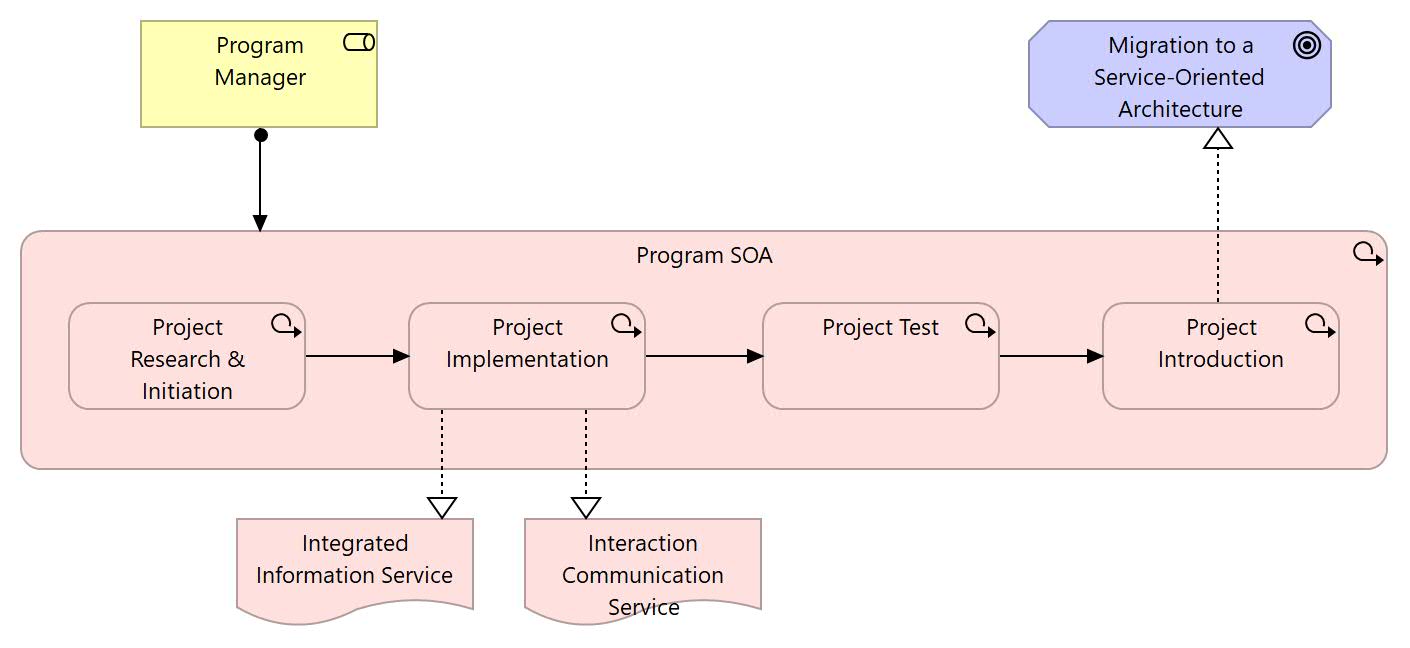 Program
Manager
Migration to a
Service-Oriented
Architecture
Program SOA
Project
Research &
Initiation
Project
Implementation
Project Test
Project
Introduction
Integrated
Information Service
Interaction
Communication
Service